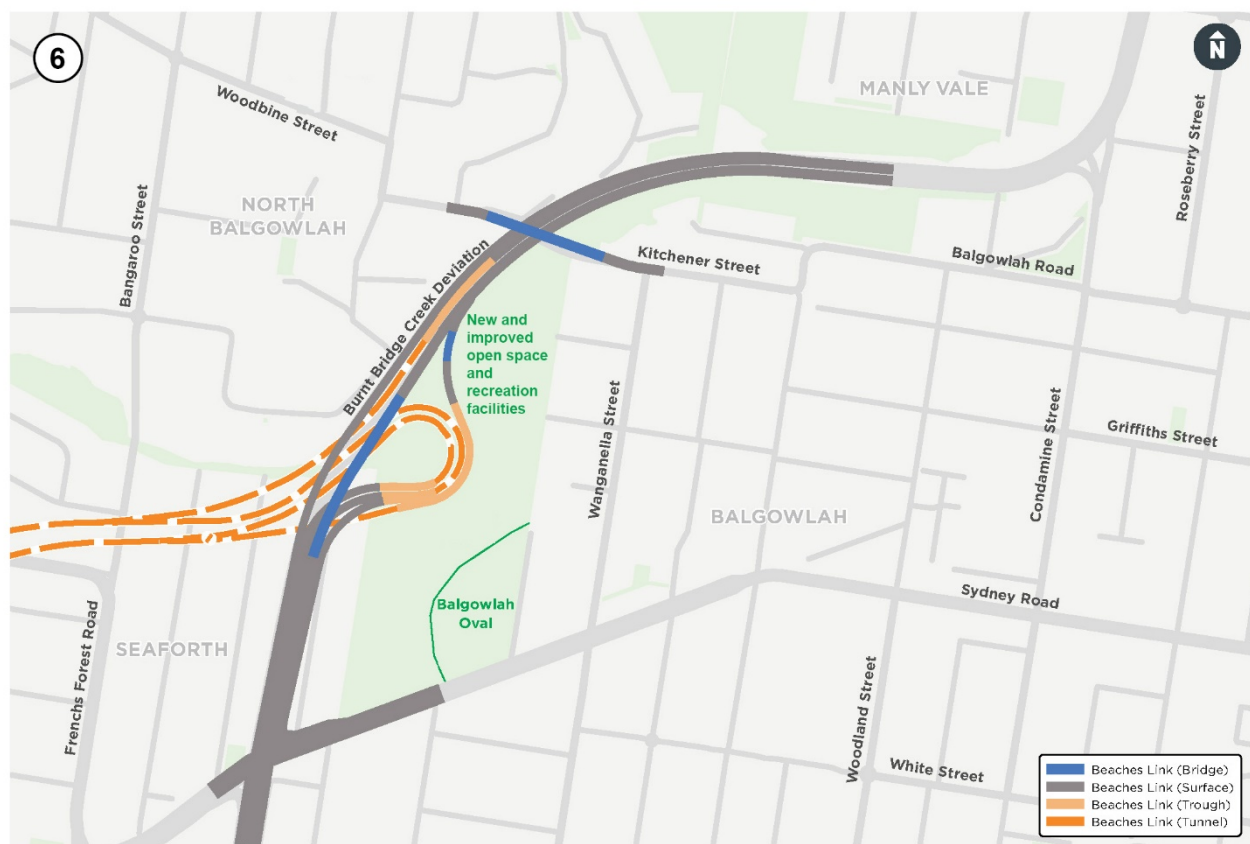 6
N
MANLY VALE
Woodbine Street
Roseberry Street
NORTH
BALGOWLAH
Bangaroo Street
Kitchener Street
Balgowlah Road
Burnt Bridge Creek Deviation
New and
improved
open space
and
recreation
facilities
Wanganella Street
Condamine Street
Griffiths Street
BALGOWLAH
Sydney Road
Balgowlah
Oval
Frenchs Forest Road
SEAFORTH
Woodland Street
White Street
Beaches Link (Bridge)
Beaches Link (Surface)
Beaches Link (Trough)
Beaches Link (Tunnel)